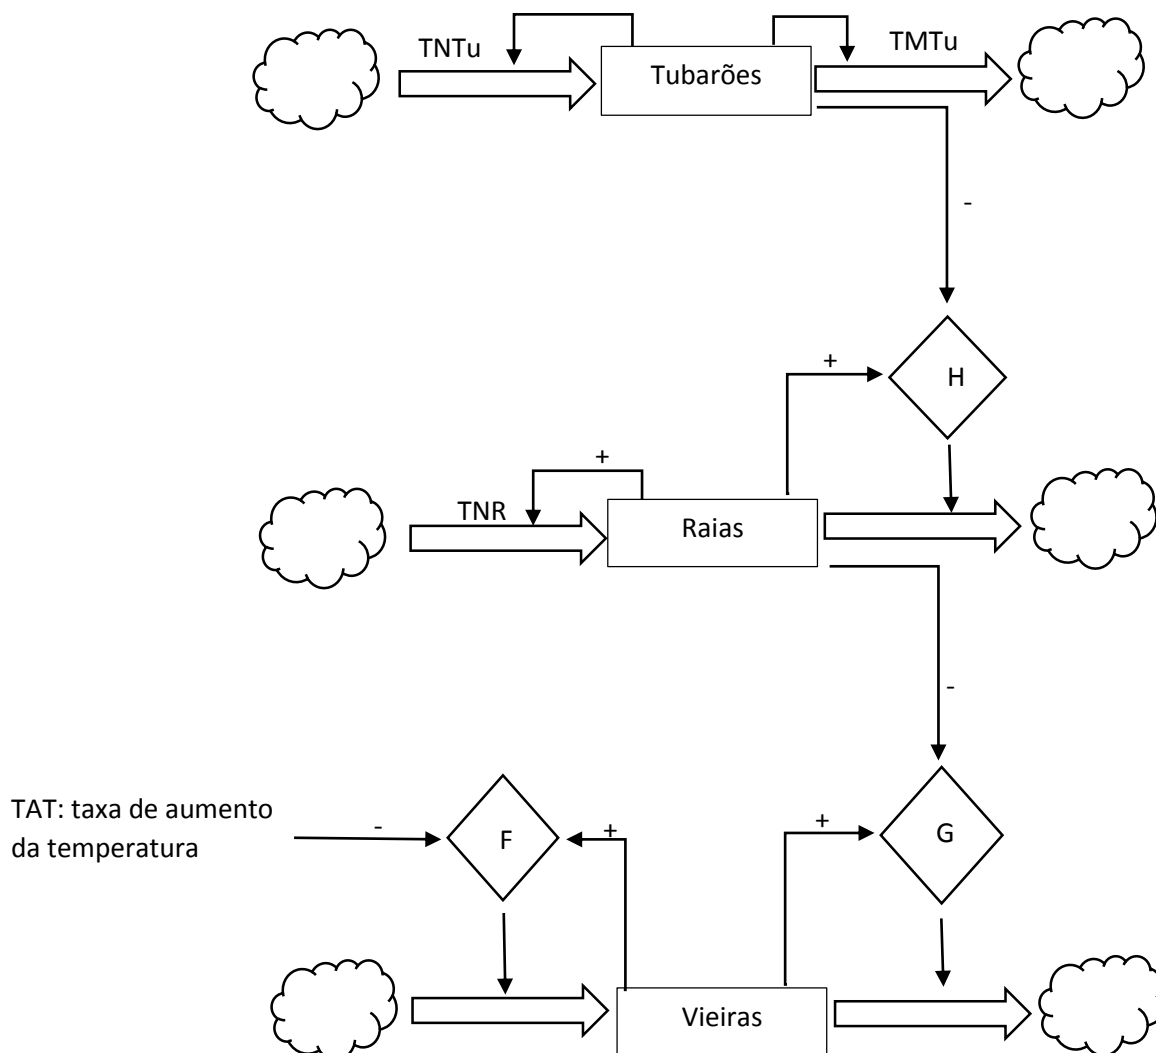 TNTu
Tubarões
TMTu
-
H
+
+
TNR
Raias
-
TAT: taxa de aumento
da temperatura
-
F
+
+
G
Vieiras